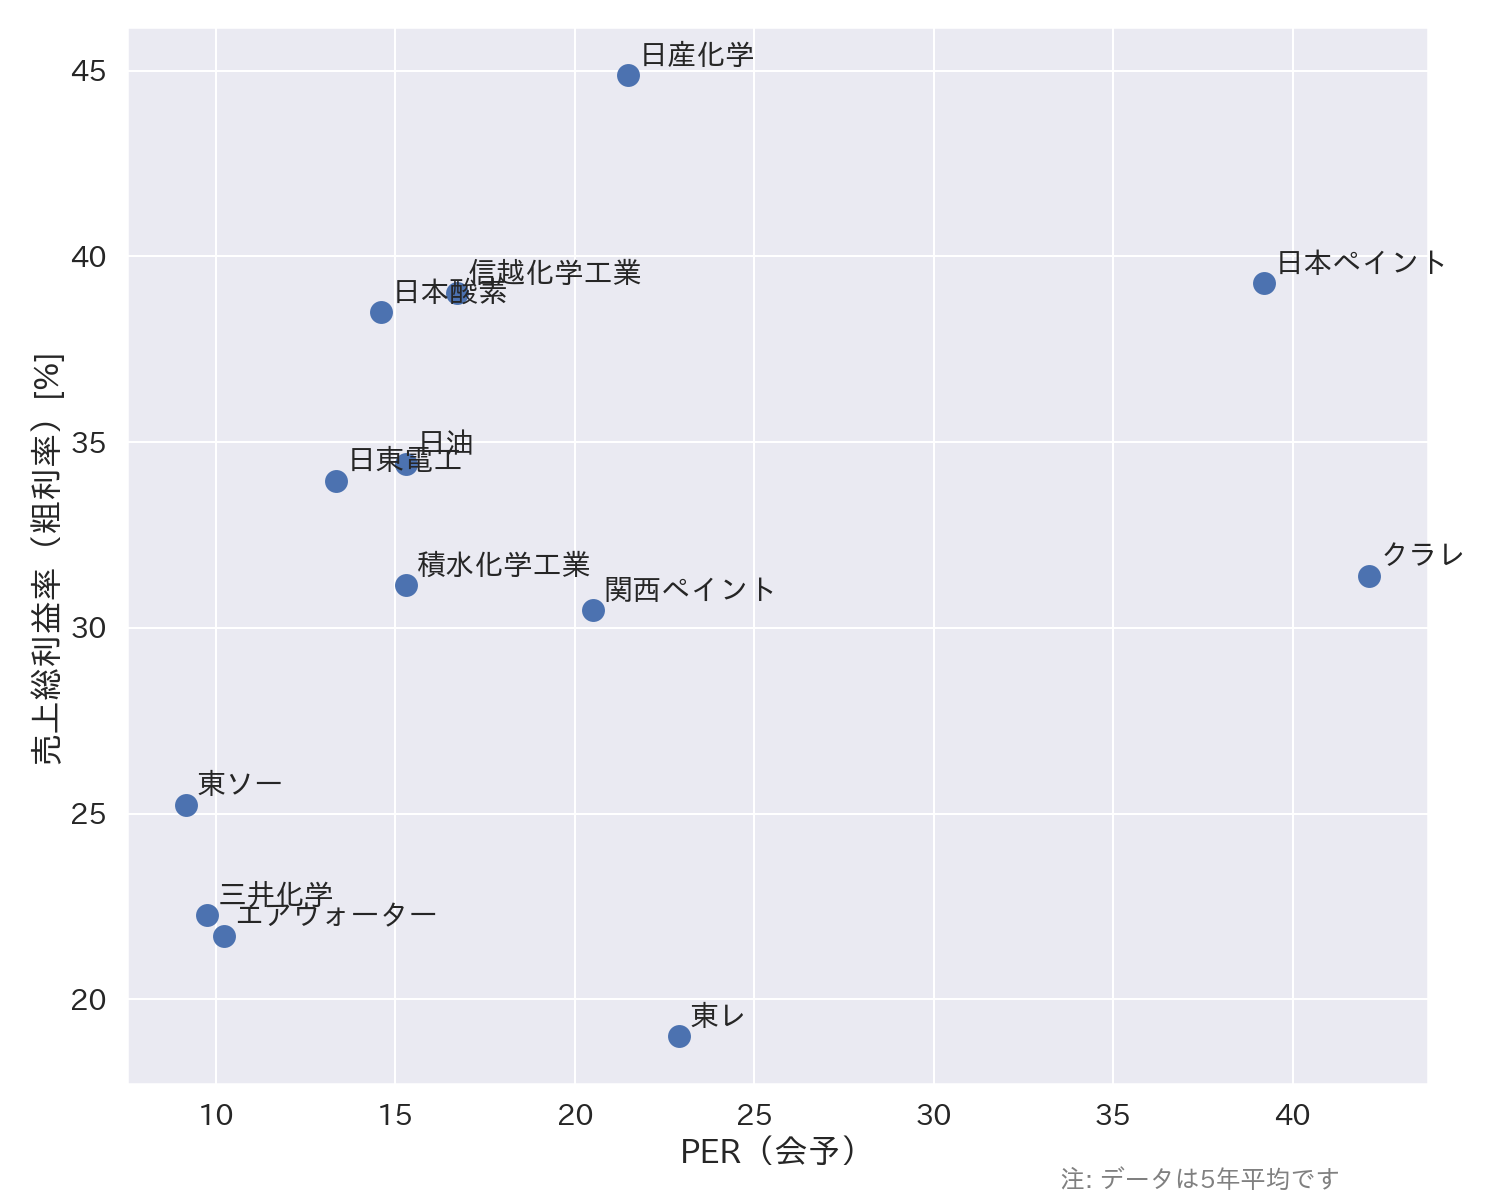 売上総利益率（粗利率） [%]
45
40
35
30
25
20
日産化学
日本ペイント
信越化学工業
日本酸素
日油
日東電工
クラレ
積水化学工業
関西ペイント
東ソー
三井化学
エアウォーター
東レ
10 15 20 25 30 35 40
PER（会予）
注: データは5年平均です